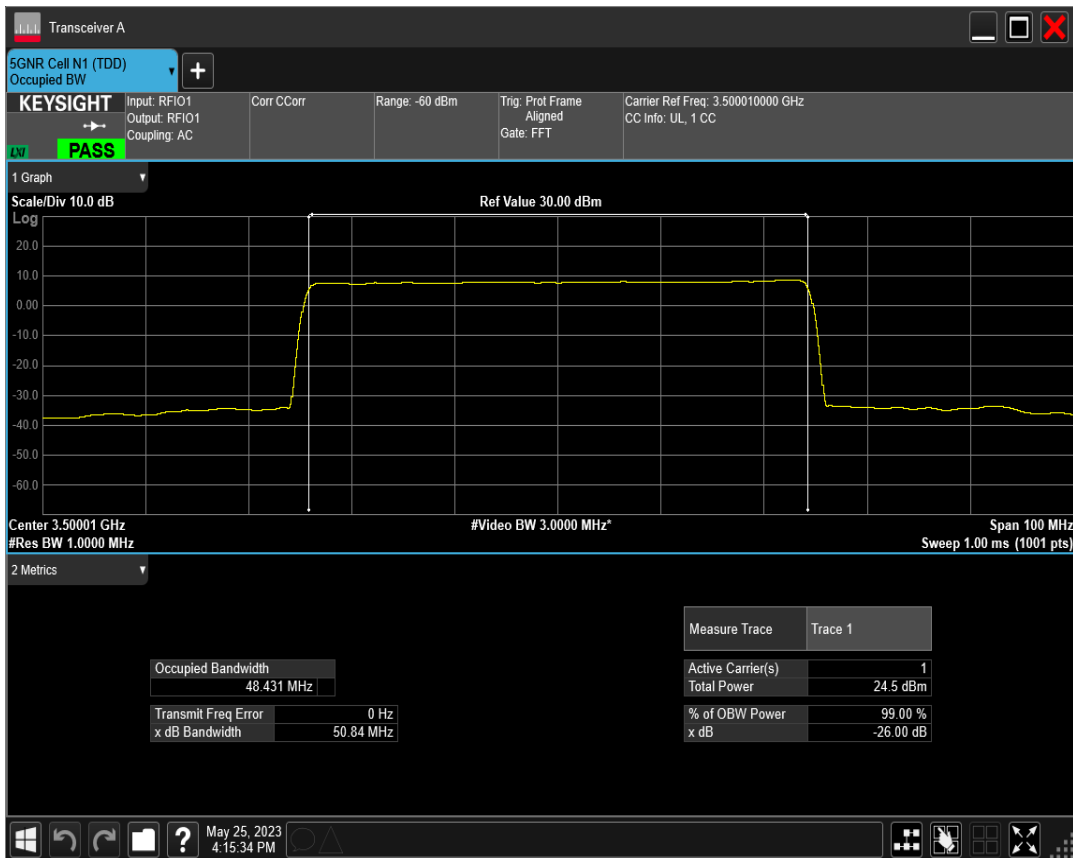 Transceiver A
5GNR Cell N1 (TDD)
Occupied BW
+
KEYSIGHT
LXI
PASS
Input: RFIO1
Output: RFIO1
Coupling: AC
Corr CCorr
Range: -60 dBm
Trig: Prot Frame
Aligned
Gate: FFT
Carrier Ref Freq: 3.500010000 GHz
CC Info: UL, 1 CC
1 Graph
Scale/Div 10.0 dB
Ref Value 30.00 dBm
Log
20.0
10.0
0.00
-10.0
-20.0
-30.0
-40.0
-50.0
-60.0
Center 3.50001 GHz
#Video BW 3.0000 MHz*
Span 100 MHz
#Res BW 1.0000 MHz
Sweep 1.00 ms (1001 pts)
2 Metrics
Measure Trace Trace 1
Occupied Bandwidth
48.431 MHz
Active Carrier(s) 1
Total Power 24.5 dBm
Transmit Freq Error 0 Hz
x dB Bandwidth 50.84 MHz
% of OBW Power 99.00 %
x dB -26.00 dB
?
May 25, 2023
4:15:34 PM